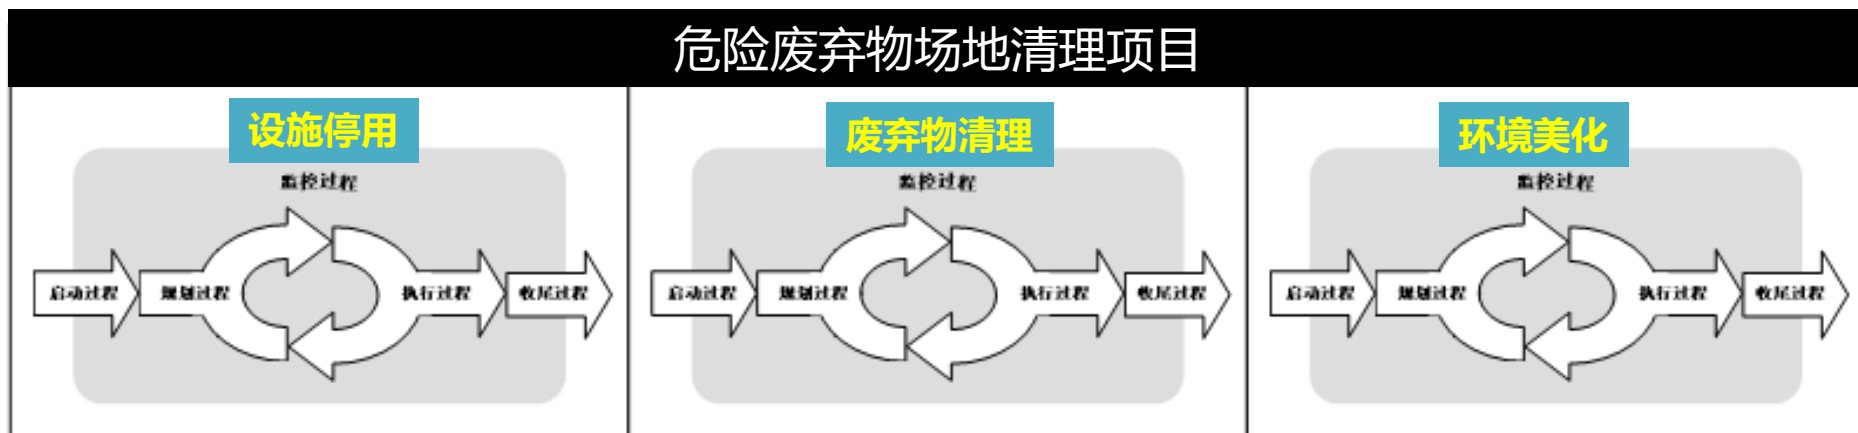 危险废弃物场地清理项目
设施停用
监控过程
启动过程
规划过程
执行过程
收尾过程
废弃物清理
监控过程
启动过程
规划过程
执行过程
收尾过程
环境美化
监控过程
启动过程
规划过程
执行过程
收尾过程